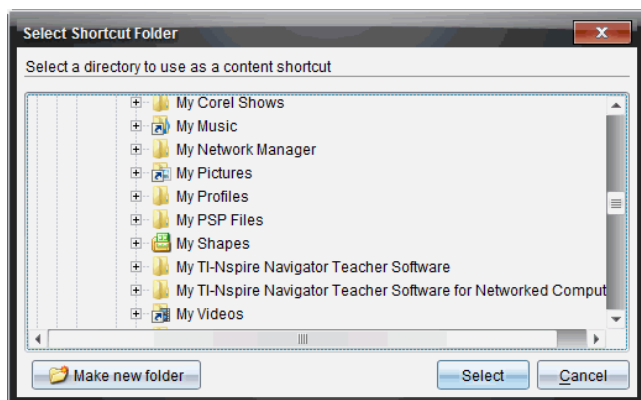 Select Shortcut Folder
Select a directory to use as a content shortcut
My Corel Shows
My Music
My Network Manager
My Pictures
My Profiles
My PSP Files
My Shapes
My TI-Nspire Navigator Teacher Software
My TI-Nspire Navigator Teacher Software for Networked Comput
My Videos
Make new folder
Select
Cancel